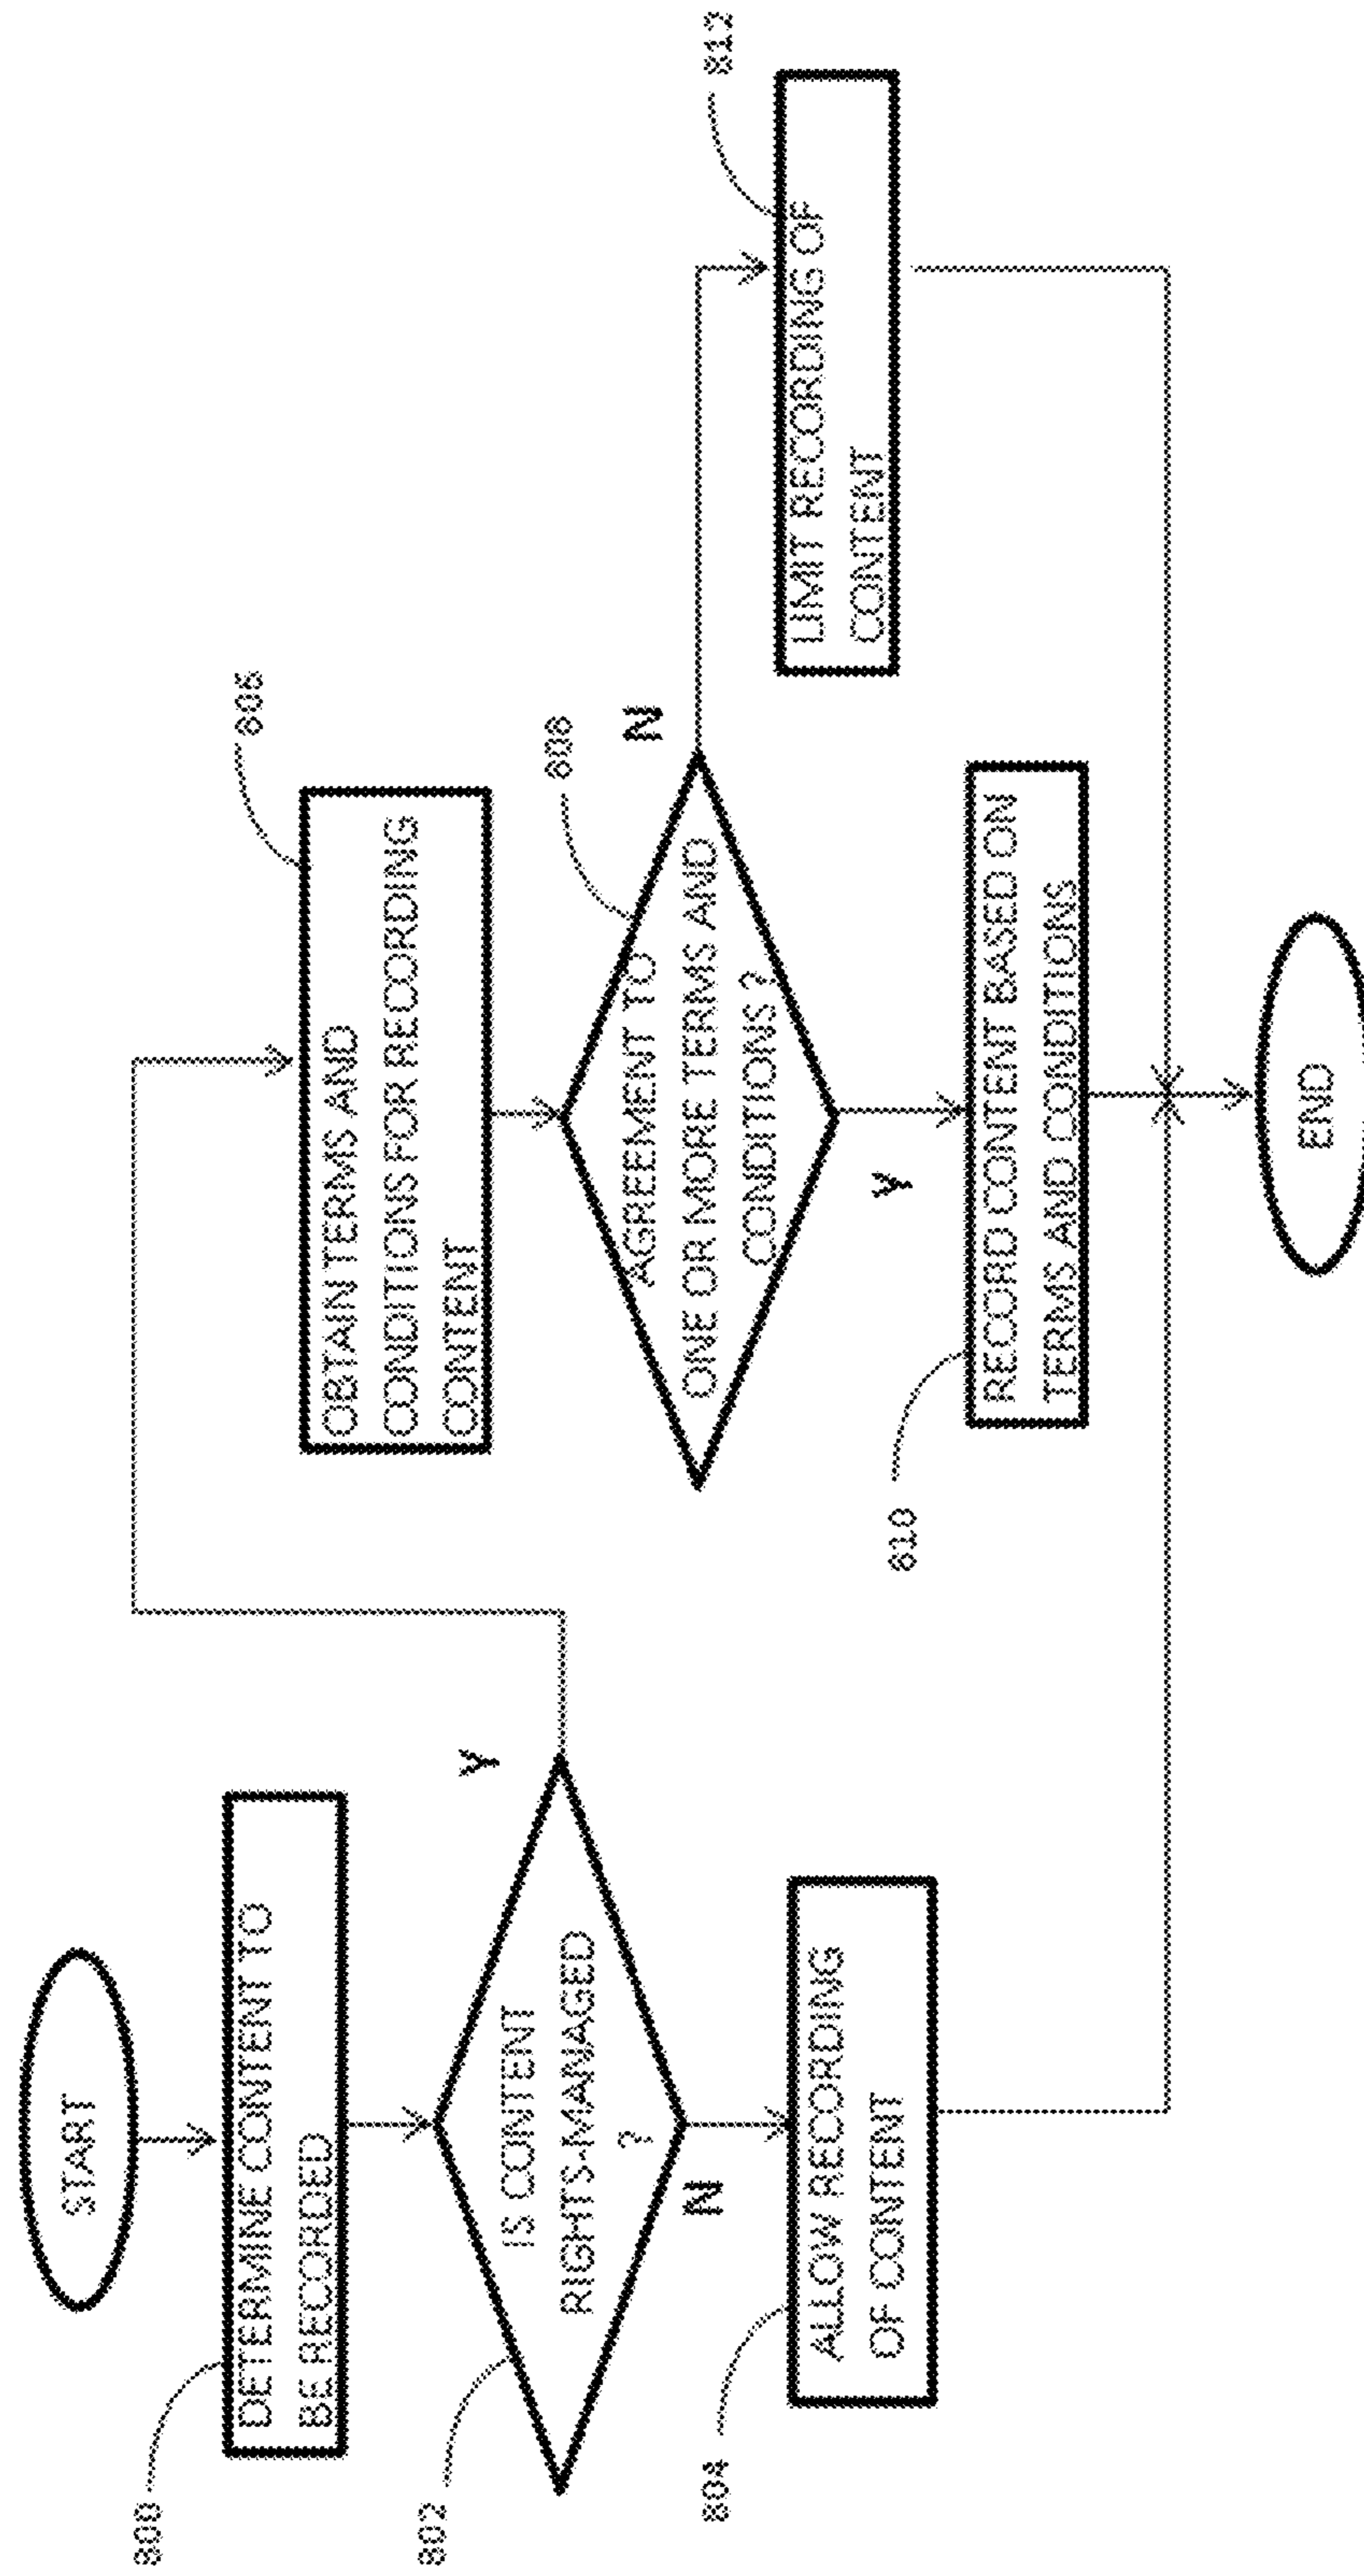 START
800
DETERMINE CONTENT TO
BE RECORDED
802
IS CONTENT
RIGHTS-MANAGED
?
Y
N
804
ALLOW RECORDING
OF CONTENT
806
OBTAIN TERMS AND
CONDITIONS FOR RECORDING
CONTENT
808
AGREEMENT TO
ONE OR MORE TERMS AND
CONDITIONS ?
N
Y
810
RECORD CONTENT BASED ON
TERMS AND CONDITIONS
812
LIMIT RECORDING OF
CONTENT
END